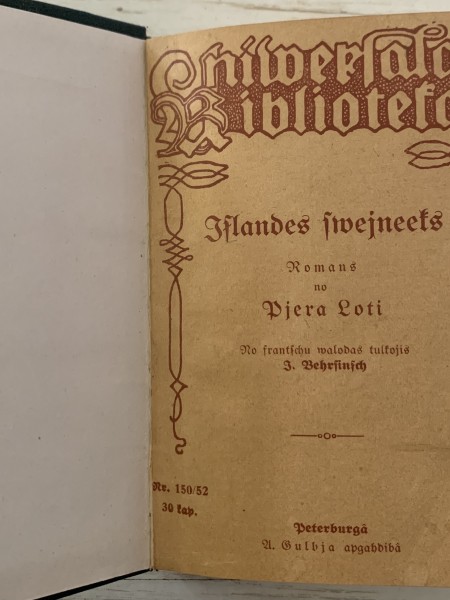 Uniwersala
Biblioteka
Islandes swejneeks
Romans
no
Pjera Loti
No frantschu walodas tulkojis
J. Behrsinsch
Nr. 150/52
30 kap.
Peterburgā
A. Gulbja apgahdibā